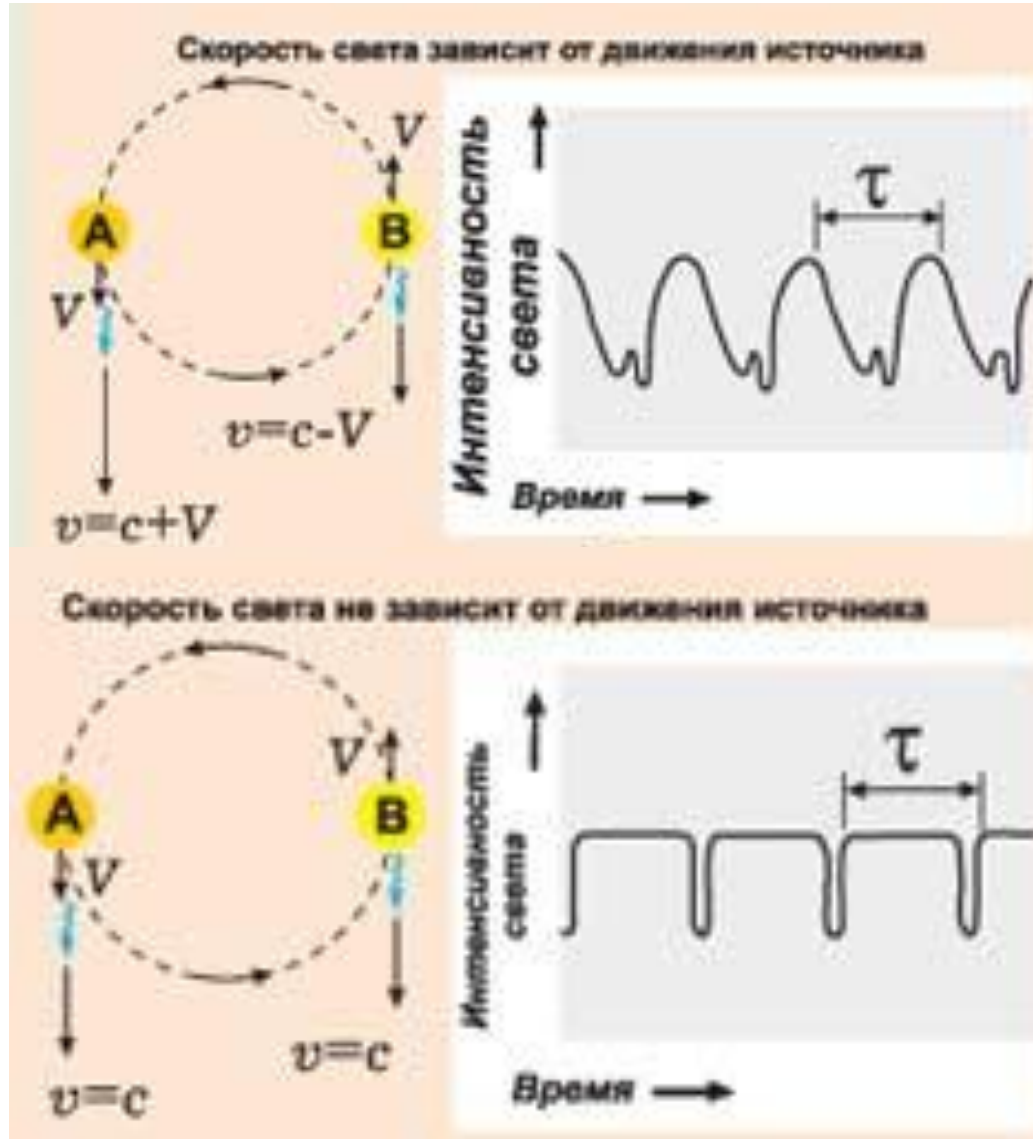 Скорость света зависит от движения источника
V
A
B
V
v=c-V
v=c+V
Интенсивность
света
τ
Время
Скорость света не зависит от движения источника
V
A
B
V
v=c
v=c
Интенсивность
света
τ
Время